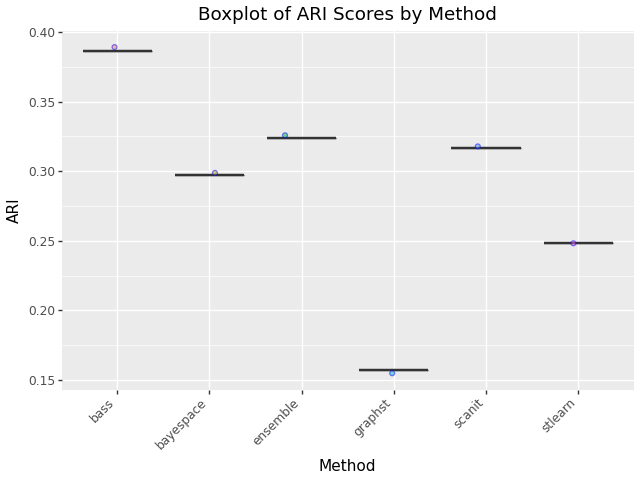 Boxplot of ARI Scores by Method
0.40
0.35
0.30
0.25
0.20
0.15
ARI
bass
bayespace
ensemble
graphst
scanit
stlearn
Method